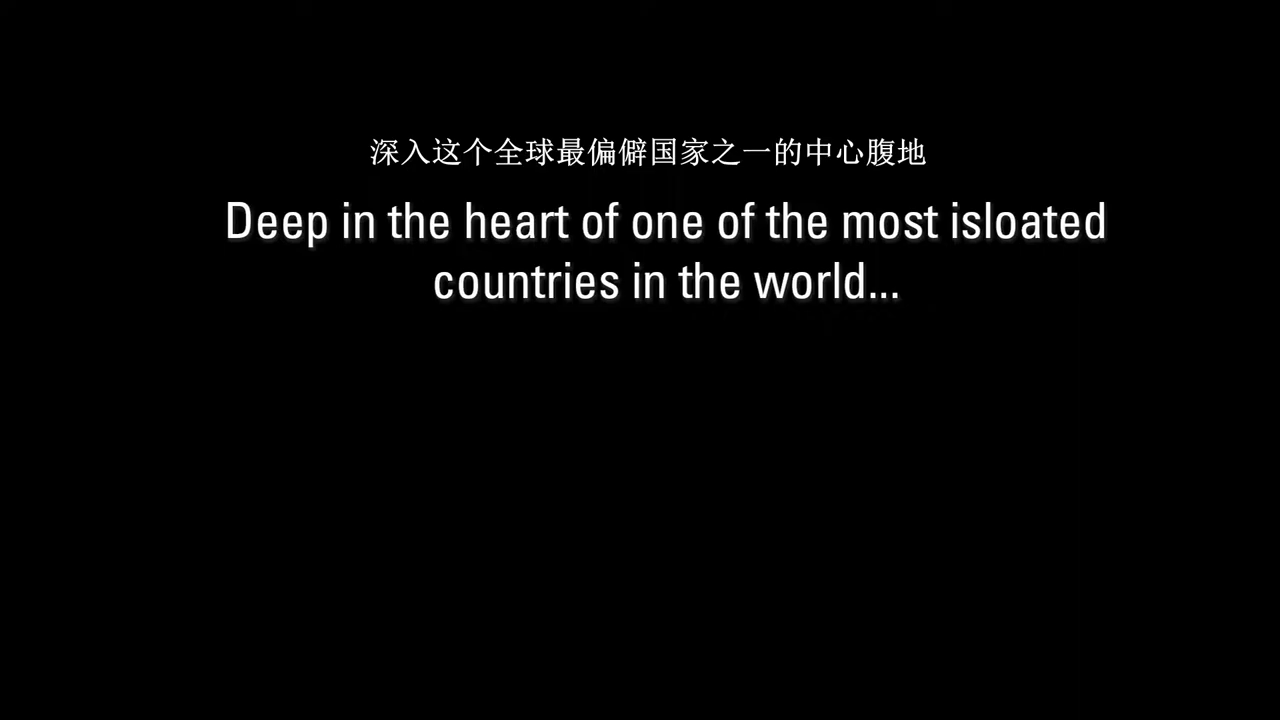 深入这个全球最偏僻国家之一的中心腹地
Deep in the heart of one of the most isloated
countries in the world...